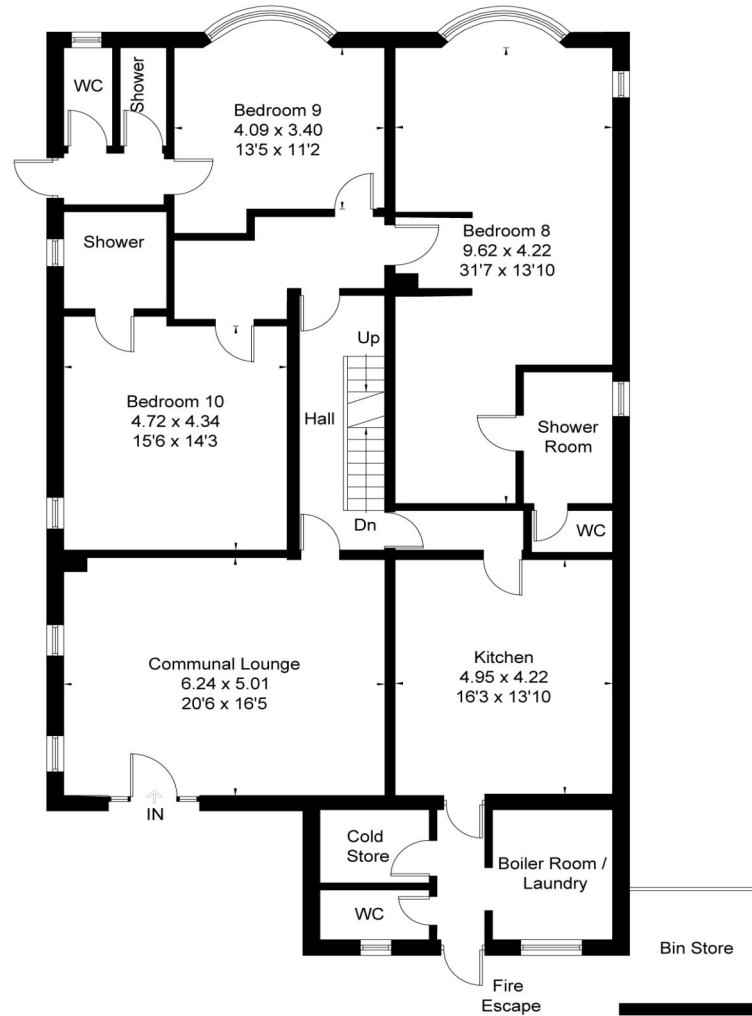 WC
Shower
Bedroom 9
4.09 x 3.40
13'5 x 11'2
Shower
Bedroom 8
9.62 x 4.22
31'7 x 13'10
Up
Bedroom 10
4.72 x 4.34
15'6 x 14'3
Hall
Shower
Room
Dn
WC
Communal Lounge
6.24 x 5.01
20'6 x 16'5
Kitchen
4.95 x 4.22
16'3 x 13'10
IN
Cold
Store
Boiler Room /
Laundry
WC
Bin Store
Fire
Escape